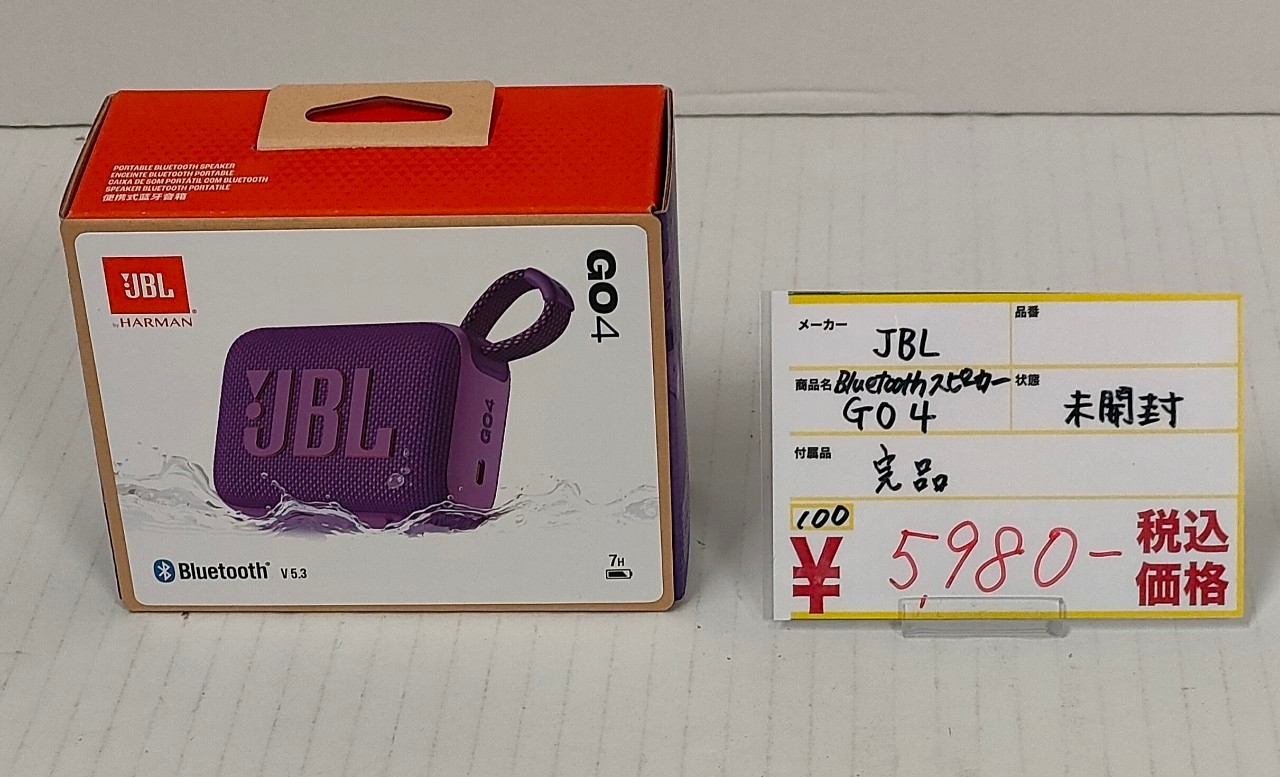 PORTABLE BLUETOOTH SPEAKER
ENCEINTE BLUETOOTH PORTABLE
CAIXA DE SOM PORTÁTIL COM BLUETOOTH
SPEAKER BLUETOOTH PORTATILE
便携式蓝牙音箱
JBL
by HARMAN
GO4
JBL
GO4
Bluetooth® V 5.3
7H
メーカー JBL
品番
商品名 Bluetoothスピーカー
GO4
状態 未開封
付属品 完品
100
¥ 5,980- 税込
価格